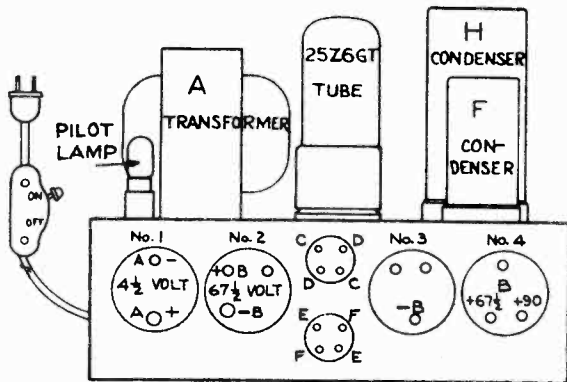 25Z6GT
TUBE
H
CONDENSER
A
TRANSFORMER
F
CON-
DENSER
PILOT
LAMP
ON
OFF
No. 1
No. 2
No. 3
No. 4
C D
D C
A -
4½ VOLT
A +
+ B
67½ VOLT
-B
E F
F E
-B
B
+67½ +90